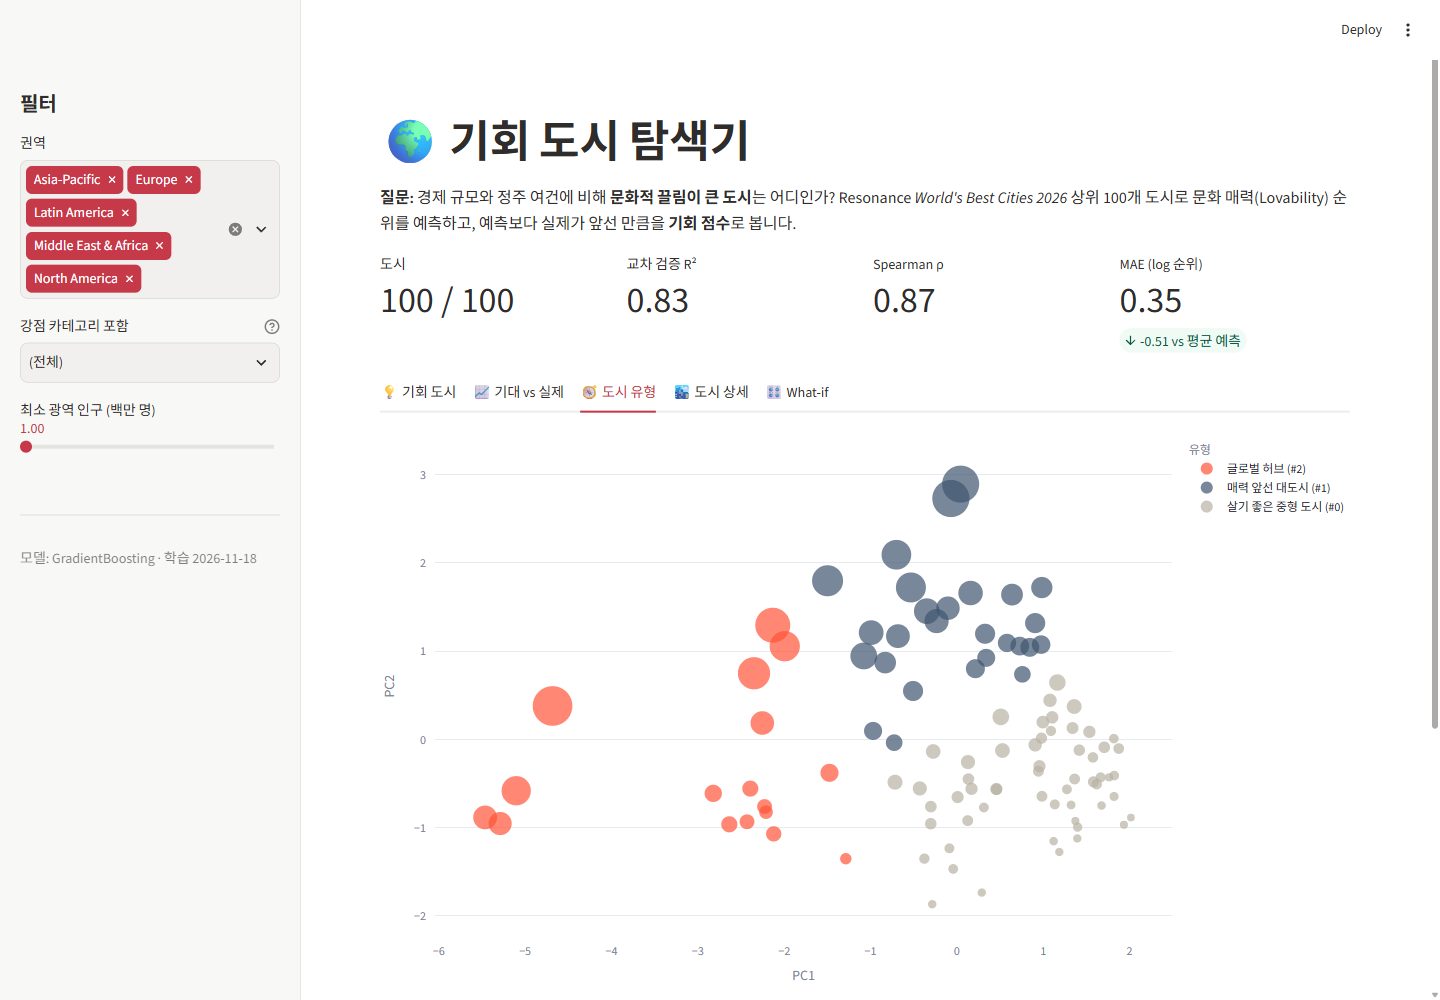 Deploy
필터
권역
Asia-Pacific ×
Europe ×
Latin America ×
Middle East & Africa ×
North America ×
강점 카테고리 포함
(전체)
최소 광역 인구 (백만 명)
1.00
모델: GradientBoosting · 학습 2026-11-18
기회 도시 탐색기
질문: 경제 규모와 정주 여건에 비해 문화적 끌림이 큰 도시는 어디인가? Resonance World's Best Cities 2026 상위 100개 도시로 문화 매력(Lovability) 순
위를 예측하고, 예측보다 실제가 앞선 만큼을 기회 점수로 봅니다.
도시
100 / 100
교차 검증 R²
0.83
Spearman ρ
0.87
MAE (log 순위)
0.35
↓ -0.51 vs 평균 예측
기회 도시
기대 vs 실제
도시 유형
도시 상세
What-if
유형
글로벌 허브 (#2)
매력 앞선 대도시 (#1)
살기 좋은 중형 도시 (#0)
PC2
3
2
1
0
−1
−2
−6
−5
−4
−3
−2
−1
0
1
2
PC1